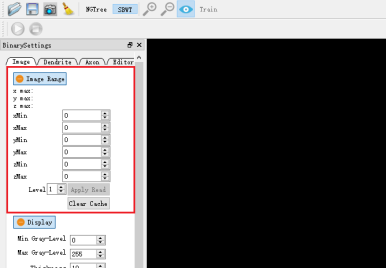 NGTree SBWT Train
BinarySettings
Image Dendrite Axon Editor
Image Range
x max:
y max:
z max:
xMin 0
xMax 0
yMin 0
yMax 0
zMin 0
zMax 0
Level 1 Apply Read
Clear Cache
Display
Min Gray-Level 0
Max Gray-Level 255
Thickness 10